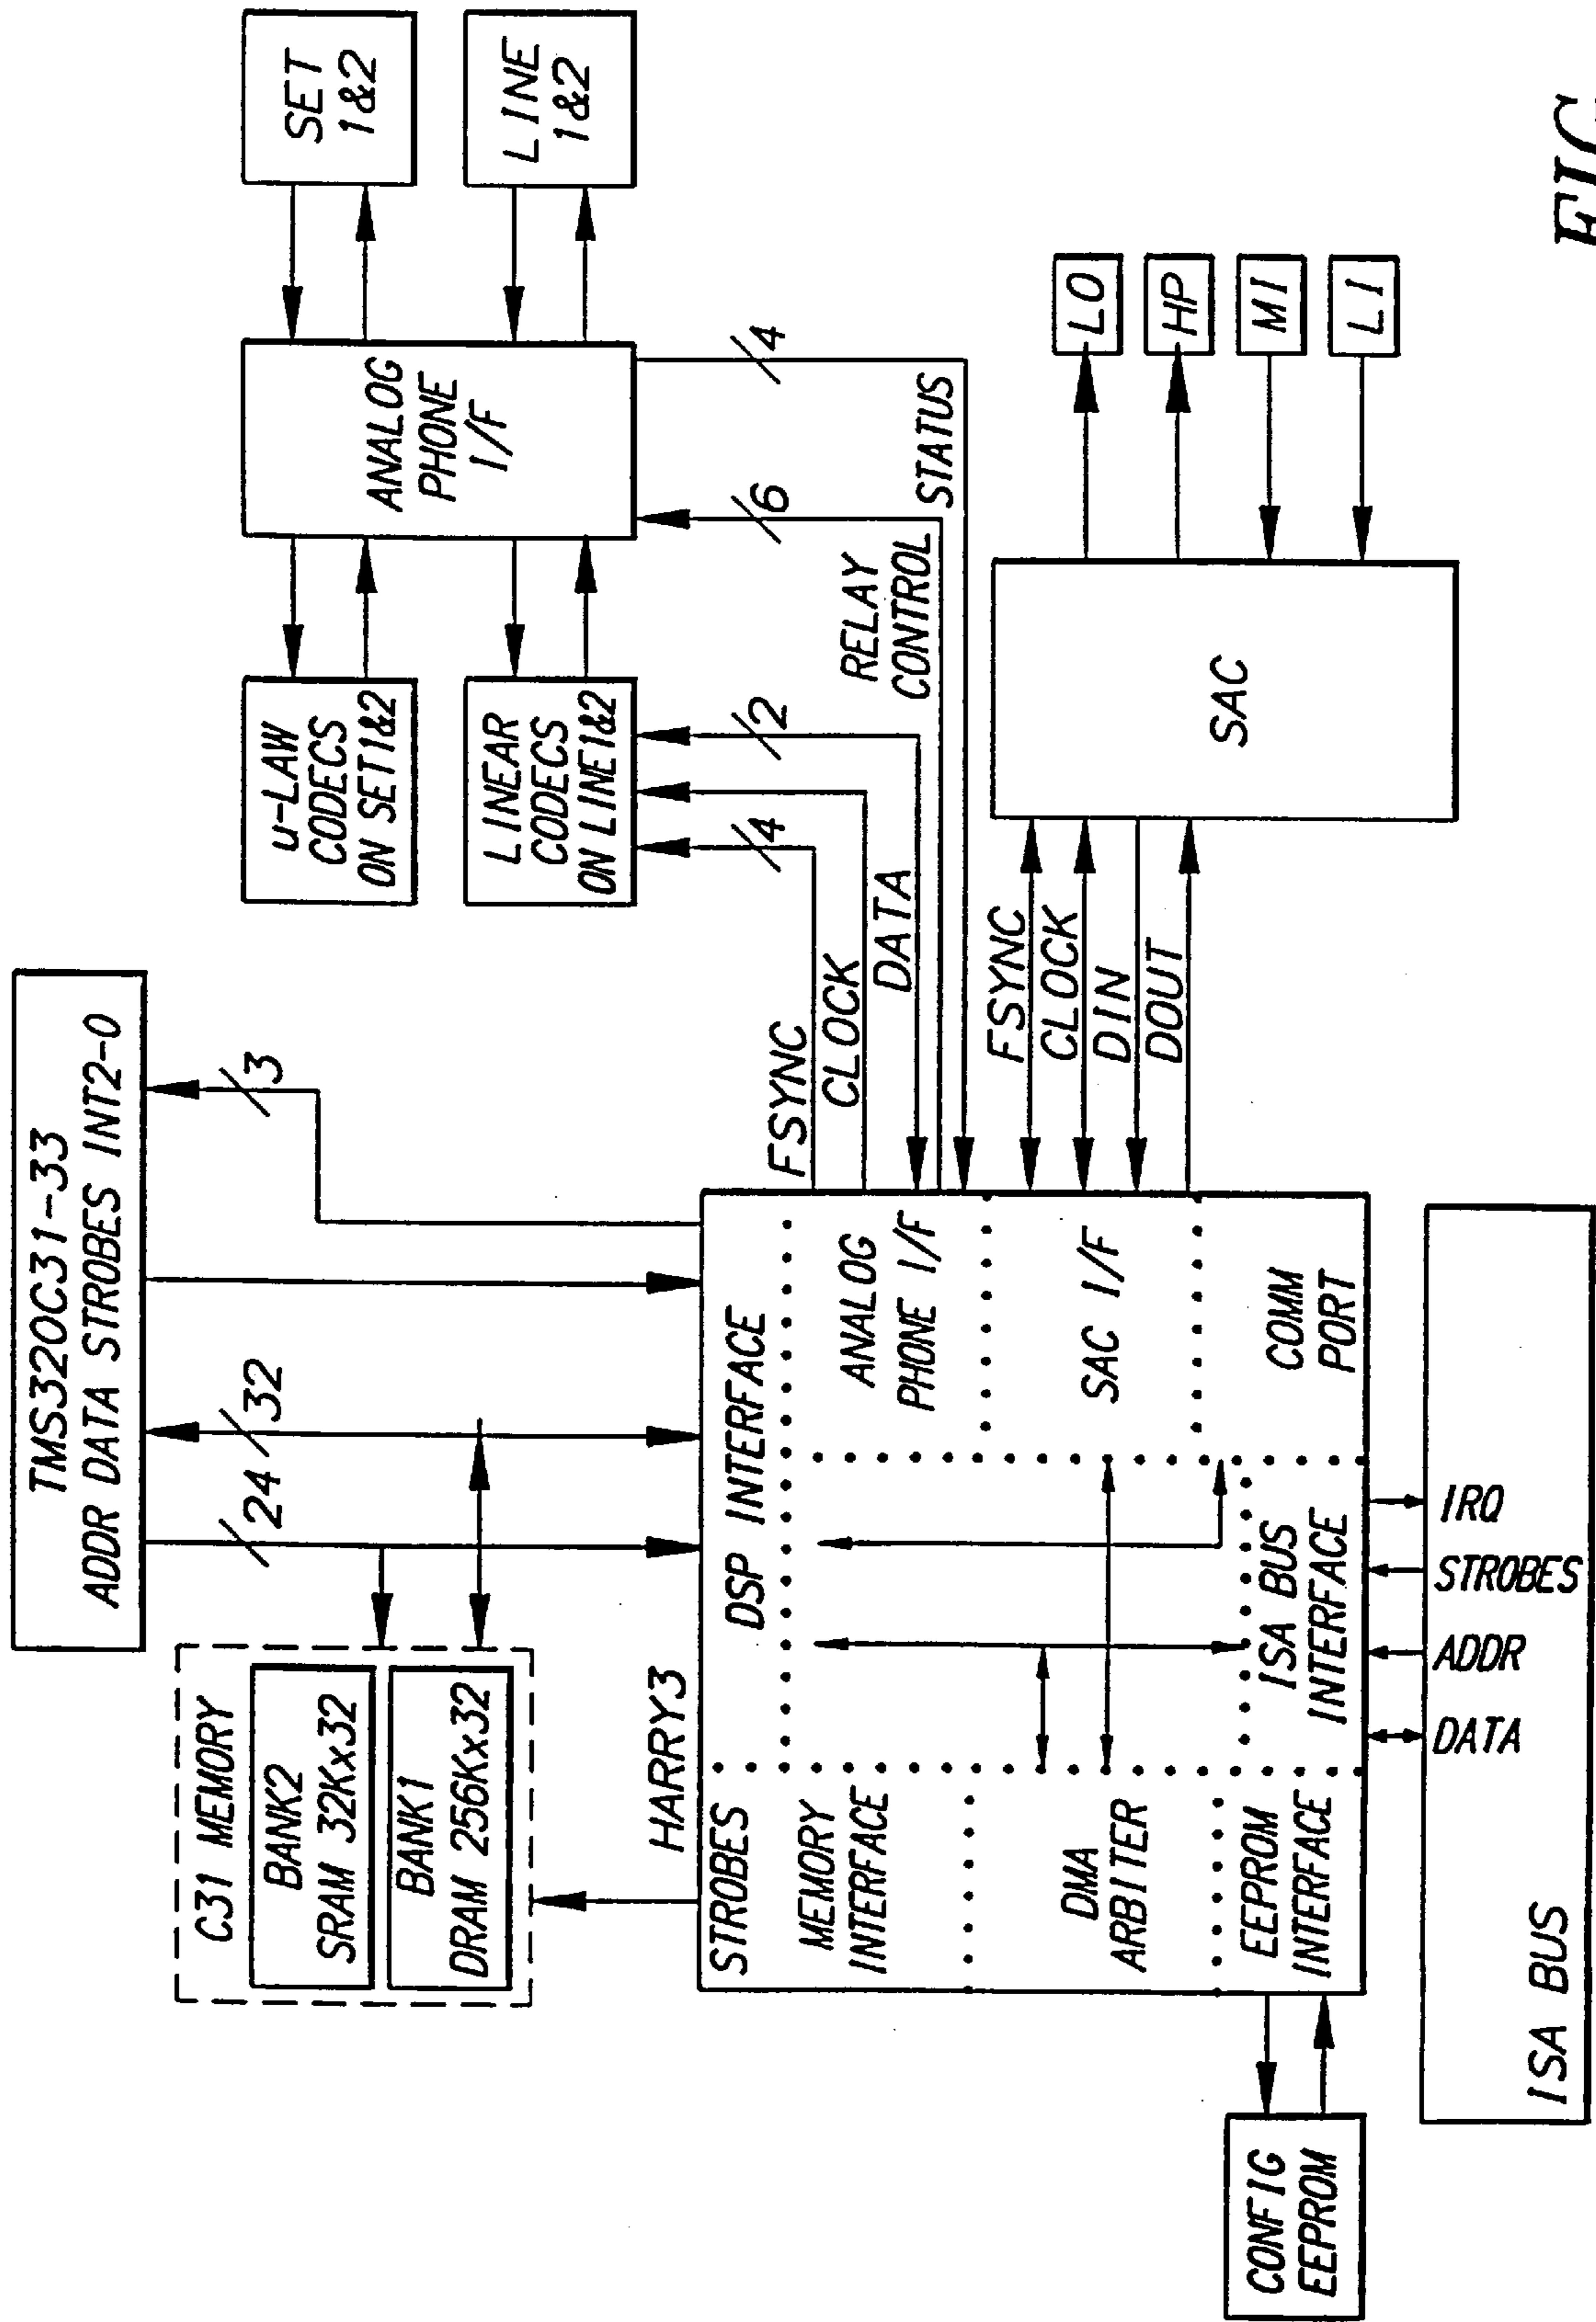 TMS320C31-33
ADDR DATA STROBES INT2-0
24
32
3
C31 MEMORY
BANK2
SRAM 32Kx32
BANK1
DRAM 256Kx32
HARRY3
STROBES
DSP INTERFACE
MEMORY
INTERFACE
DMA
ARBITER
EEPROM
INTERFACE
ISA BUS
INTERFACE
ANALOG
PHONE I/F
SAC I/F
COMM
PORT
CONFIG
EEPROM
DATA
ADDR
STROBES
IRQ
ISA BUS
u-LAW
CODECS
ON SET1&2
LINEAR
CODECS
ON LINE1&2
ANALOG
PHONE
I/F
SET
1&2
LINE
1&2
FSYNC
4
CLOCK
DATA
2
RELAY
CONTROL
6
STATUS
4
FSYNC
CLOCK
DIN
DOUT
SAC
LO
HP
MI
LI